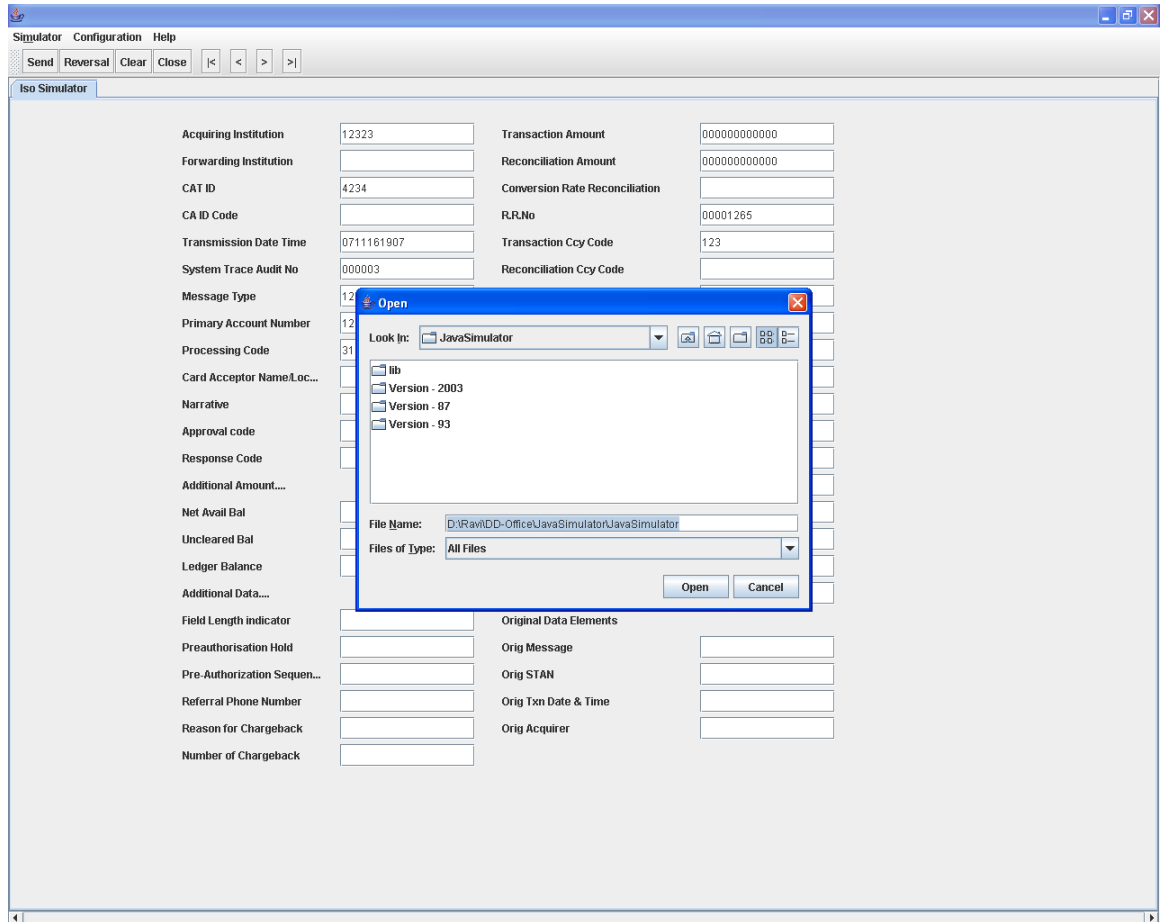 Simulator Configuration Help
Send Reversal Clear Close |< < > >|
Iso Simulator
Acquiring Institution 12323 Transaction Amount 000000000000
Forwarding Institution Reconciliation Amount 000000000000
CAT ID 4234 Conversion Rate Reconciliation
CA ID Code R.R.No 00001265
Transmission Date Time 0711161907 Transaction Ccy Code 123
System Trace Audit No 000003 Reconciliation Ccy Code
Message Type 12
Primary Account Number 12
Processing Code 31
Card Acceptor Name/Loc...
Narrative
Approval code
Response Code
Additional Amount....
Net Avail Bal
Uncleared Bal
Ledger Balance
Additional Data....
Field Length indicator Original Data Elements
Preauthorisation Hold Orig Message
Pre-Authorization Sequen... Orig STAN
Referral Phone Number Orig Txn Date & Time
Reason for Chargeback Orig Acquirer
Number of Chargeback
Open
Look In: JavaSimulator
lib
Version - 2003
Version - 87
Version - 93
File Name: D:\Ravi\DD-Office\JavaSimulator\JavaSimulator
Files of Type: All Files
Open Cancel